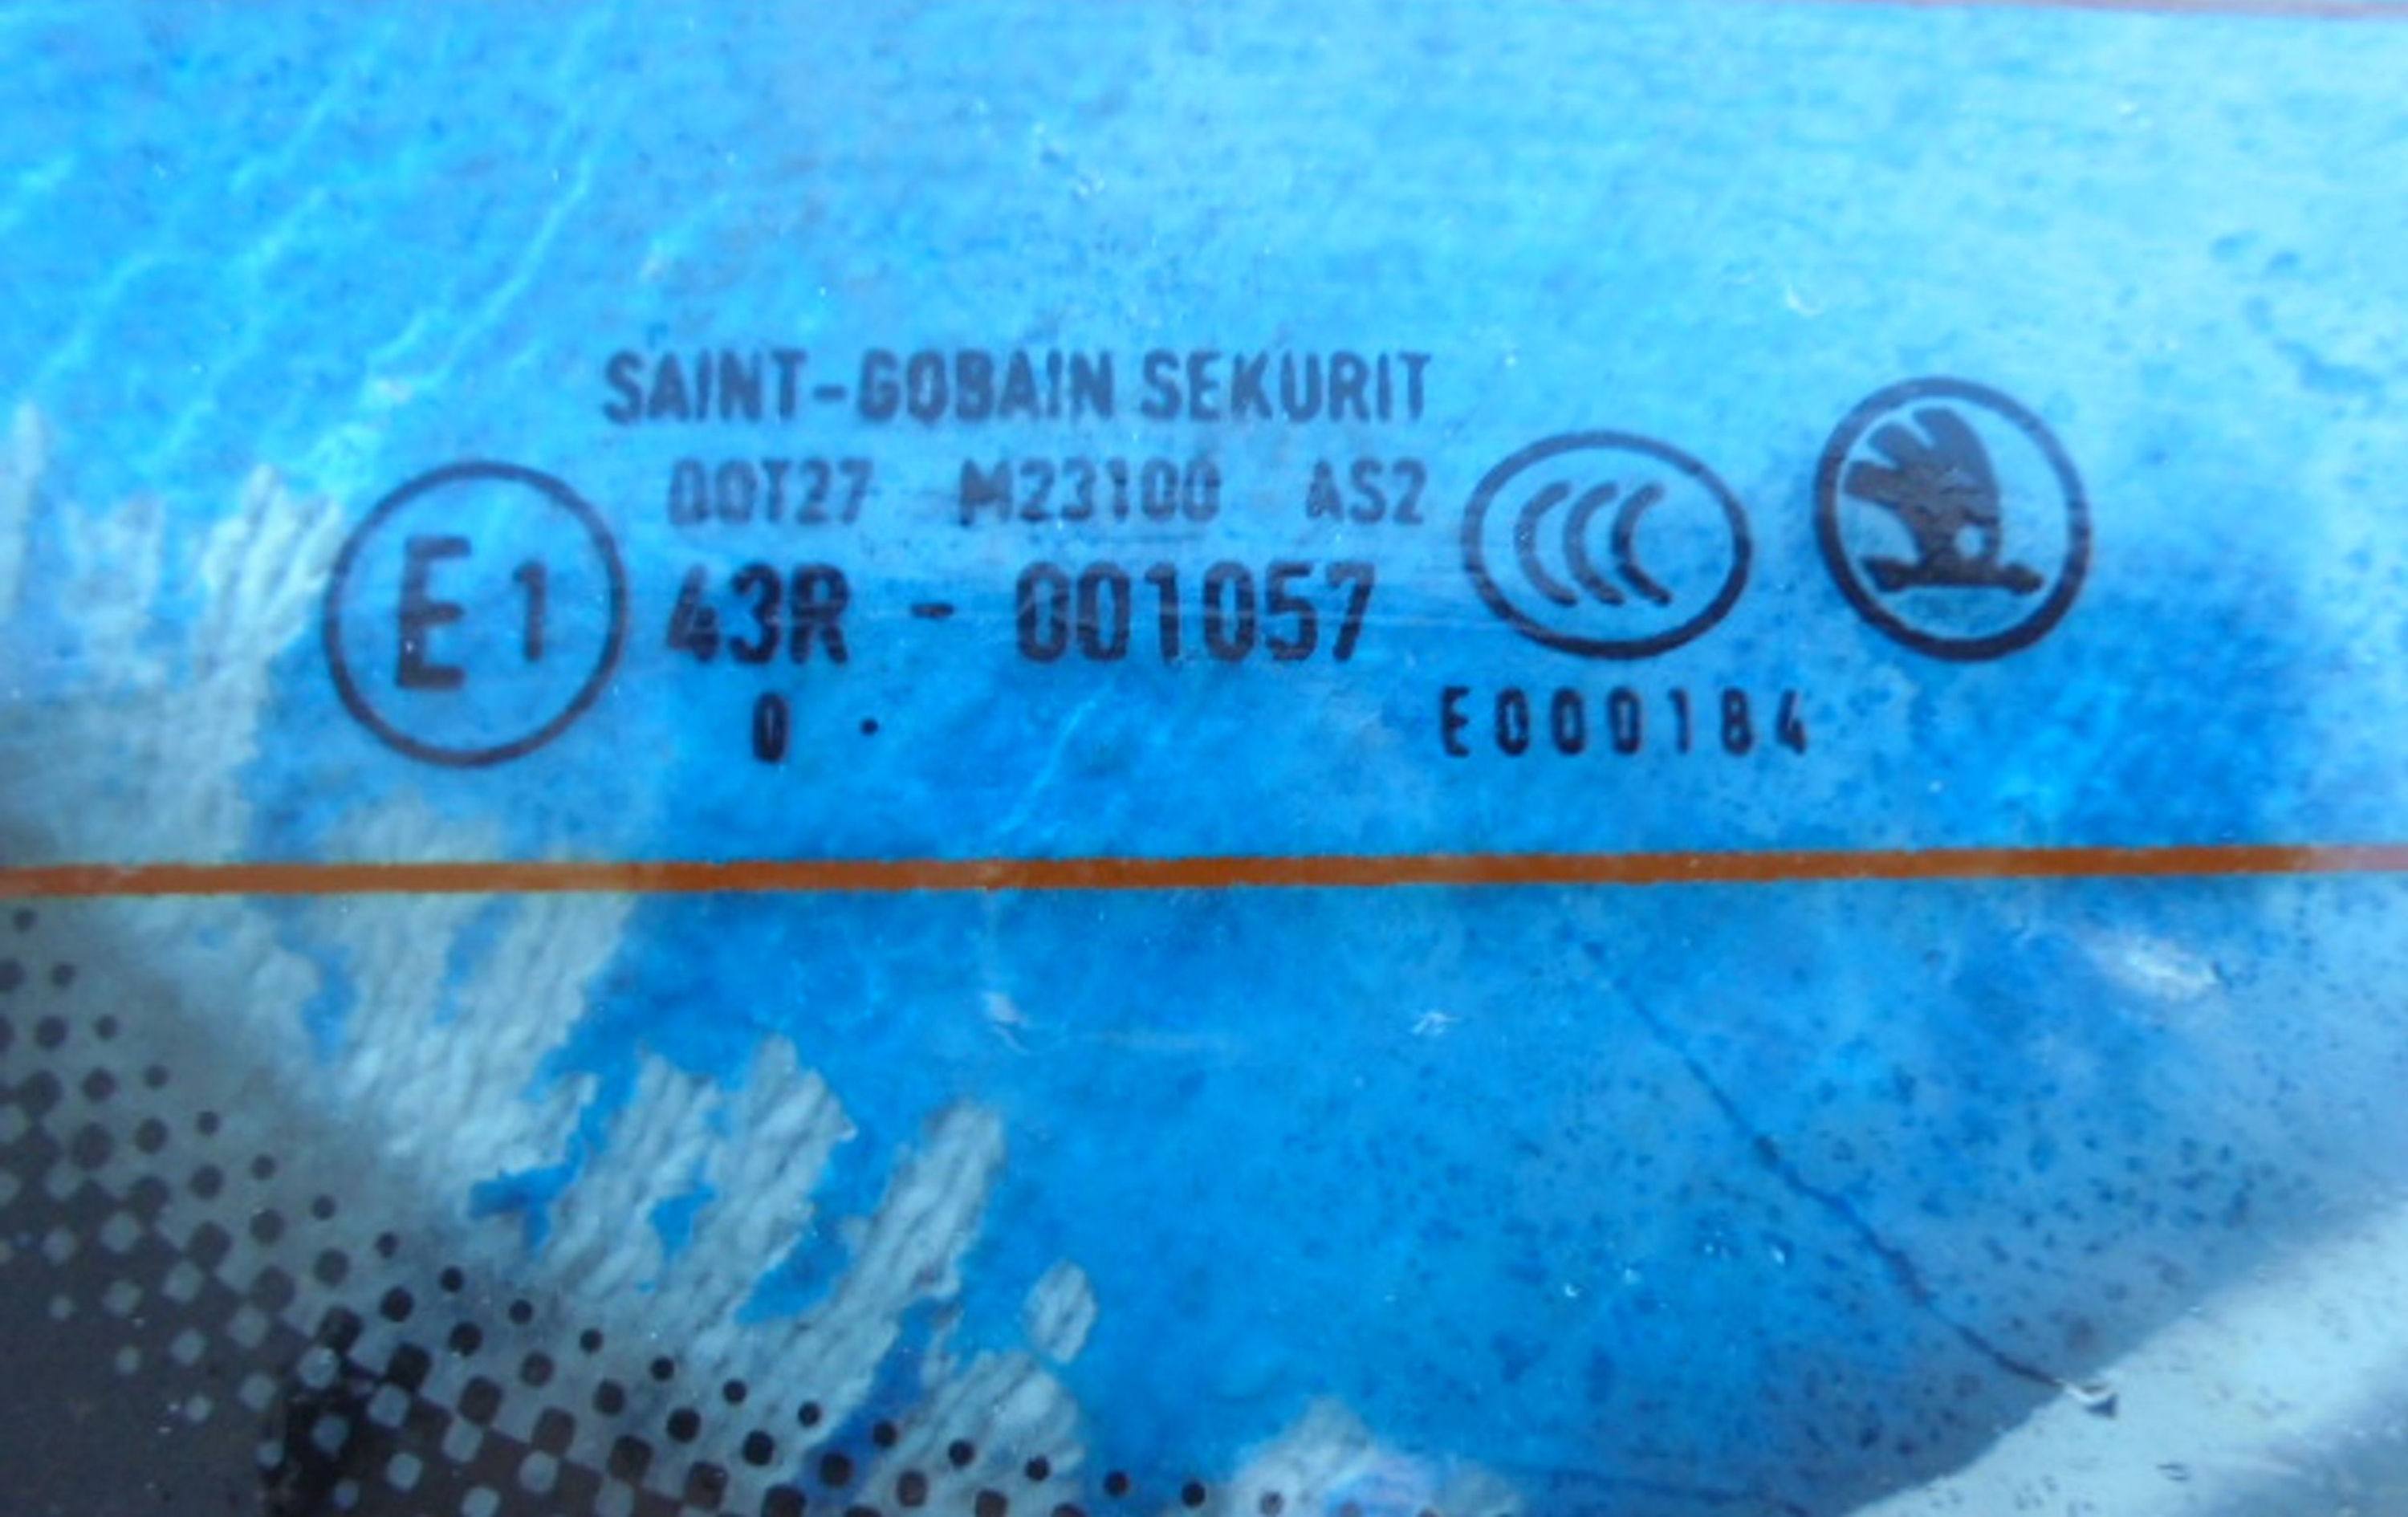 SAINT-GOBAIN SEKURIT
DOT27 M23100 AS2
E1 43R - 001057
0 .
E000184